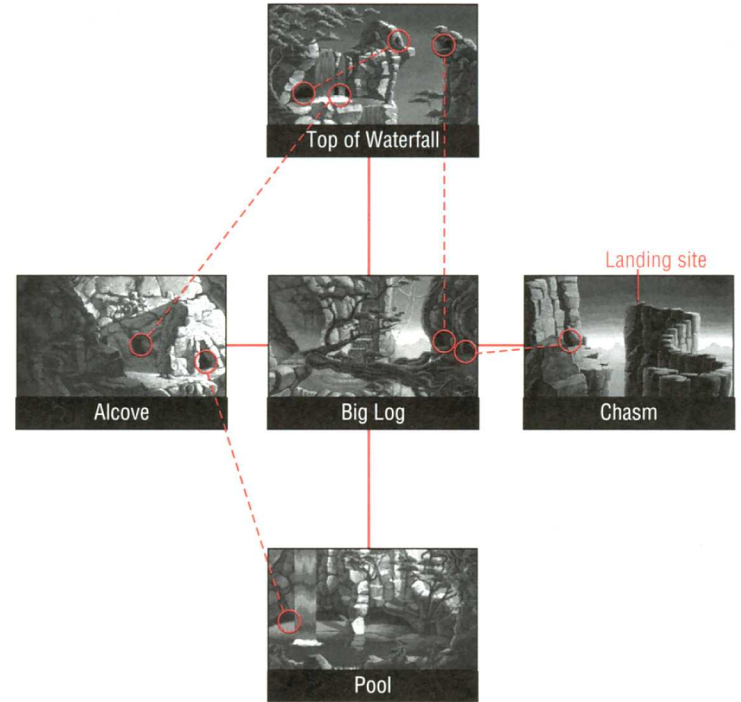 Top of Waterfall
Landing site
Alcove
Big Log
Chasm
Pool